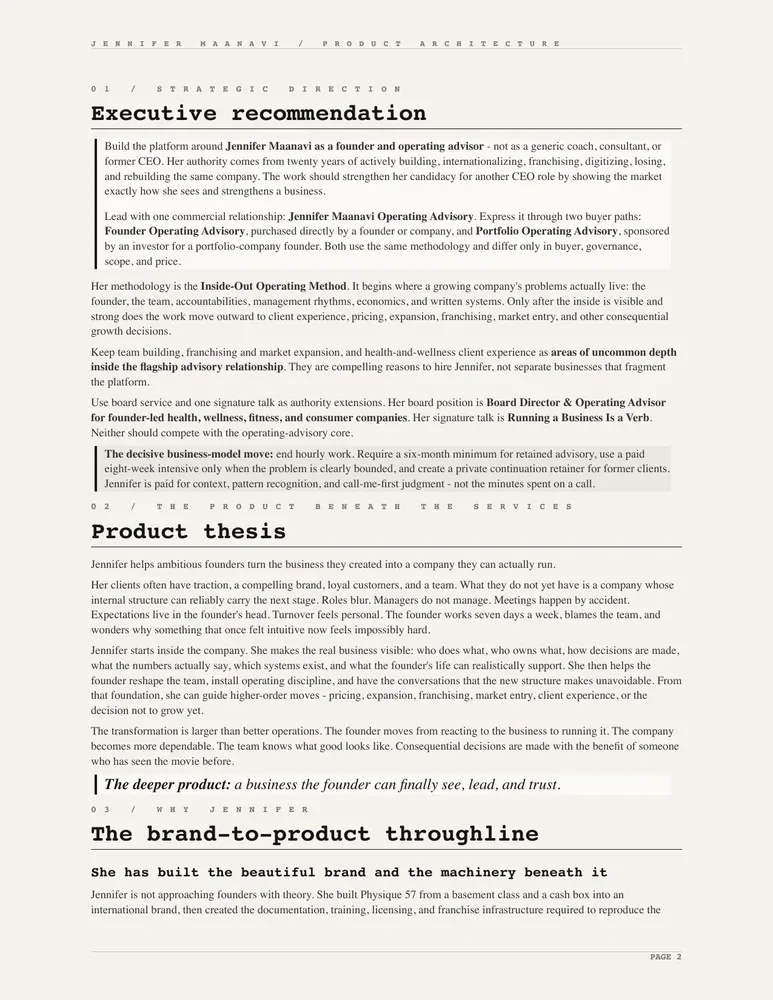 JENNIFER MAANAVI / PRODUCT ARCHITECTURE
01 / STRATEGIC DIRECTION
Executive recommendation
Build the platform around Jennifer Maanavi as a founder and operating advisor - not as a generic coach, consultant, or
former CEO. Her authority comes from twenty years of actively building, internationalizing, franchising, digitizing, losing,
and rebuilding the same company. The work should strengthen her candidacy for another CEO role by showing the market
exactly how she sees and strengthens a business.
Lead with one commercial relationship: Jennifer Maanavi Operating Advisory. Express it through two buyer paths:
Founder Operating Advisory, purchased directly by a founder or company, and Portfolio Operating Advisory, sponsored
by an investor for a portfolio-company founder. Both use the same methodology and differ only in buyer, governance,
scope, and price.
Her methodology is the Inside-Out Operating Method. It begins where a growing company's problems actually live: the
founder, the team, accountabilities, management rhythms, economics, and written systems. Only after the inside is visible and
strong does the work move outward to client experience, pricing, expansion, franchising, market entry, and other consequential
growth decisions.
Keep team building, franchising and market expansion, and health-and-wellness client experience as areas of uncommon depth
inside the flagship advisory relationship. They are compelling reasons to hire Jennifer, not separate businesses that fragment
the platform.
Use board service and one signature talk as authority extensions. Her board position is Board Director & Operating Advisor
for founder-led health, wellness, fitness, and consumer companies. Her signature talk is Running a Business Is a Verb.
Neither should compete with the operating-advisory core.
The decisive business-model move: end hourly work. Require a six-month minimum for retained advisory, use a paid
eight-week intensive only when the problem is clearly bounded, and create a private continuation retainer for former clients.
Jennifer is paid for context, pattern recognition, and call-me-first judgment - not the minutes spent on a call.
02 / THE PRODUCT BENEATH THE SERVICES
Product thesis
Jennifer helps ambitious founders turn the business they created into a company they can actually run.
Her clients often have traction, a compelling brand, loyal customers, and a team. What they do not yet have is a company whose
internal structure can reliably carry the next stage. Roles blur. Managers do not manage. Meetings happen by accident.
Expectations live in the founder's head. Turnover feels personal. The founder works seven days a week, blames the team, and
wonders why something that once felt intuitive now feels impossibly hard.
Jennifer starts inside the company. She makes the real business visible: who does what, who owns what, how decisions are made,
what the numbers actually say, which systems exist, and what the founder's life can realistically support. She then helps the
founder reshape the team, install operating discipline, and have the conversations that the new structure makes unavoidable. From
that foundation, she can guide higher-order moves - pricing, expansion, franchising, market entry, client experience, or the
decision not to grow yet.
The transformation is larger than better operations. The founder moves from reacting to the business to running it. The company
becomes more dependable. The team knows what good looks like. Consequential decisions are made with the benefit of someone
who has seen the movie before.
The deeper product: a business the founder can finally see, lead, and trust.
03 / WHY JENNIFER
The brand-to-product throughline
She has built the beautiful brand and the machinery beneath it
Jennifer is not approaching founders with theory. She built Physique 57 from a basement class and a cash box into an
international brand, then created the documentation, training, licensing, and franchise infrastructure required to reproduce the
PAGE 2